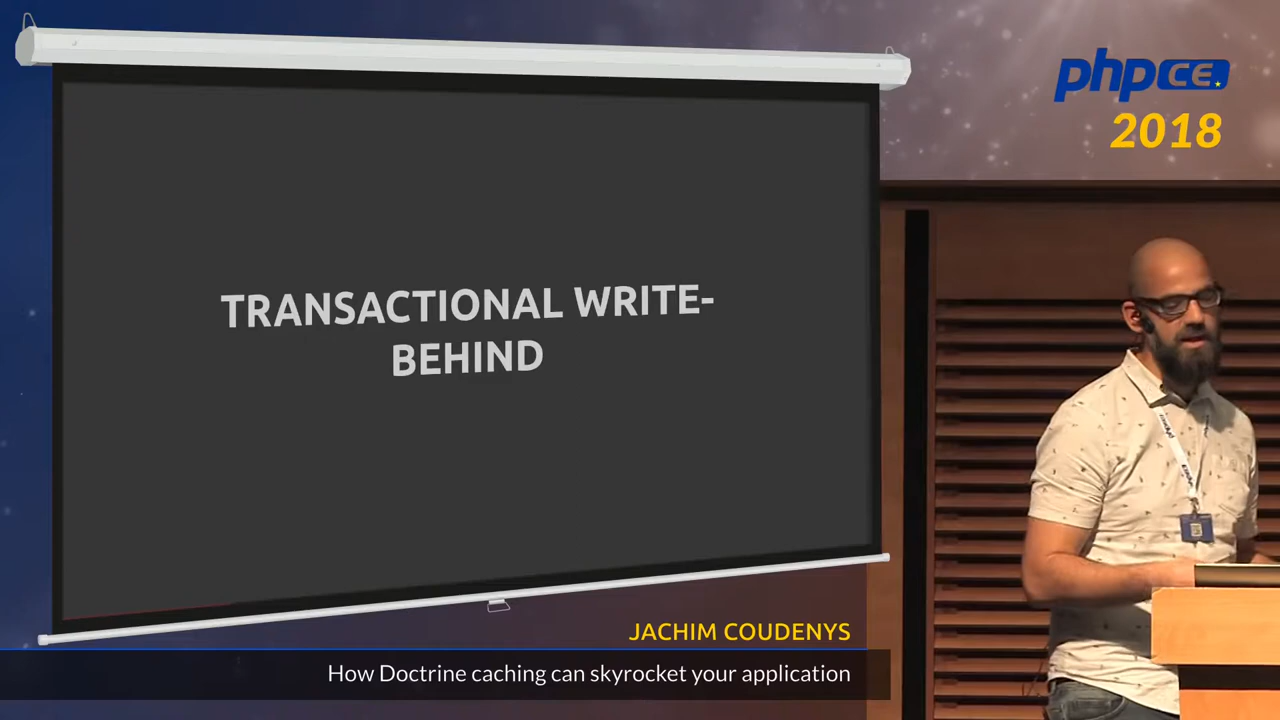 phpCE
2018
TRANSACTIONAL WRITE-
BEHIND
JACHIM COUDENYS
How Doctrine caching can skyrocket your application